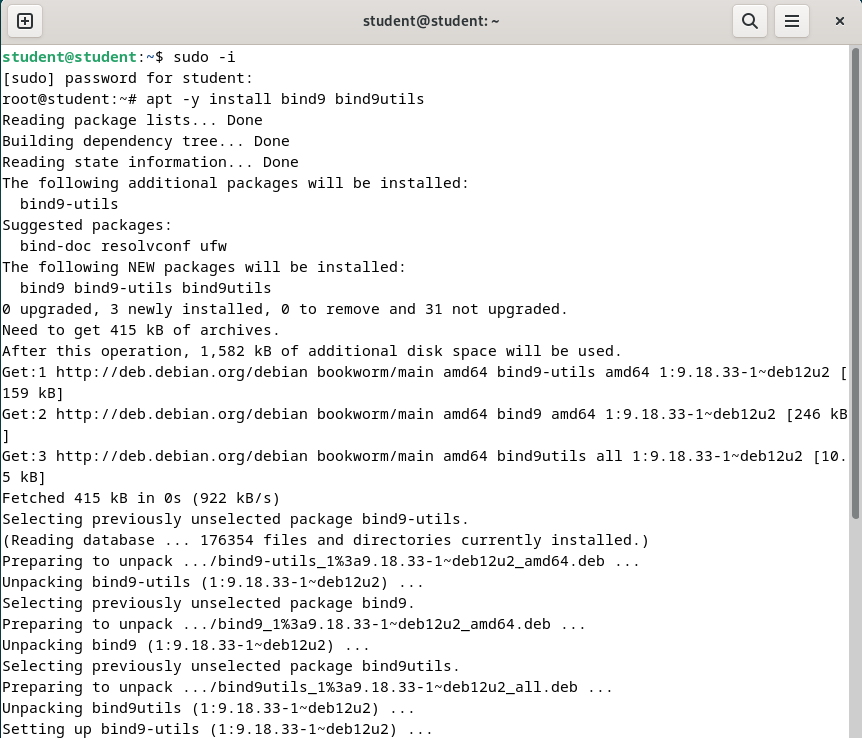 student@student: ~
student@student:~$ sudo -i
[sudo] password for student:
root@student:~# apt -y install bind9 bind9utils
Reading package lists... Done
Building dependency tree... Done
Reading state information... Done
The following additional packages will be installed:
  bind9-utils
Suggested packages:
  bind-doc resolvconf ufw
The following NEW packages will be installed:
  bind9 bind9-utils bind9utils
0 upgraded, 3 newly installed, 0 to remove and 31 not upgraded.
Need to get 415 kB of archives.
After this operation, 1,582 kB of additional disk space will be used.
Get:1 http://deb.debian.org/debian bookworm/main amd64 bind9-utils amd64 1:9.18.33-1~deb12u2 [
159 kB]
Get:2 http://deb.debian.org/debian bookworm/main amd64 bind9 amd64 1:9.18.33-1~deb12u2 [246 kB
]
Get:3 http://deb.debian.org/debian bookworm/main amd64 bind9utils all 1:9.18.33-1~deb12u2 [10.
5 kB]
Fetched 415 kB in 0s (922 kB/s)
Selecting previously unselected package bind9-utils.
(Reading database ... 176354 files and directories currently installed.)
Preparing to unpack .../bind9-utils_1%3a9.18.33-1~deb12u2_amd64.deb ...
Unpacking bind9-utils (1:9.18.33-1~deb12u2) ...
Selecting previously unselected package bind9.
Preparing to unpack .../bind9_1%3a9.18.33-1~deb12u2_amd64.deb ...
Unpacking bind9 (1:9.18.33-1~deb12u2) ...
Selecting previously unselected package bind9utils.
Preparing to unpack .../bind9utils_1%3a9.18.33-1~deb12u2_all.deb ...
Unpacking bind9utils (1:9.18.33-1~deb12u2) ...
Setting up bind9-utils (1:9.18.33-1~deb12u2) ...